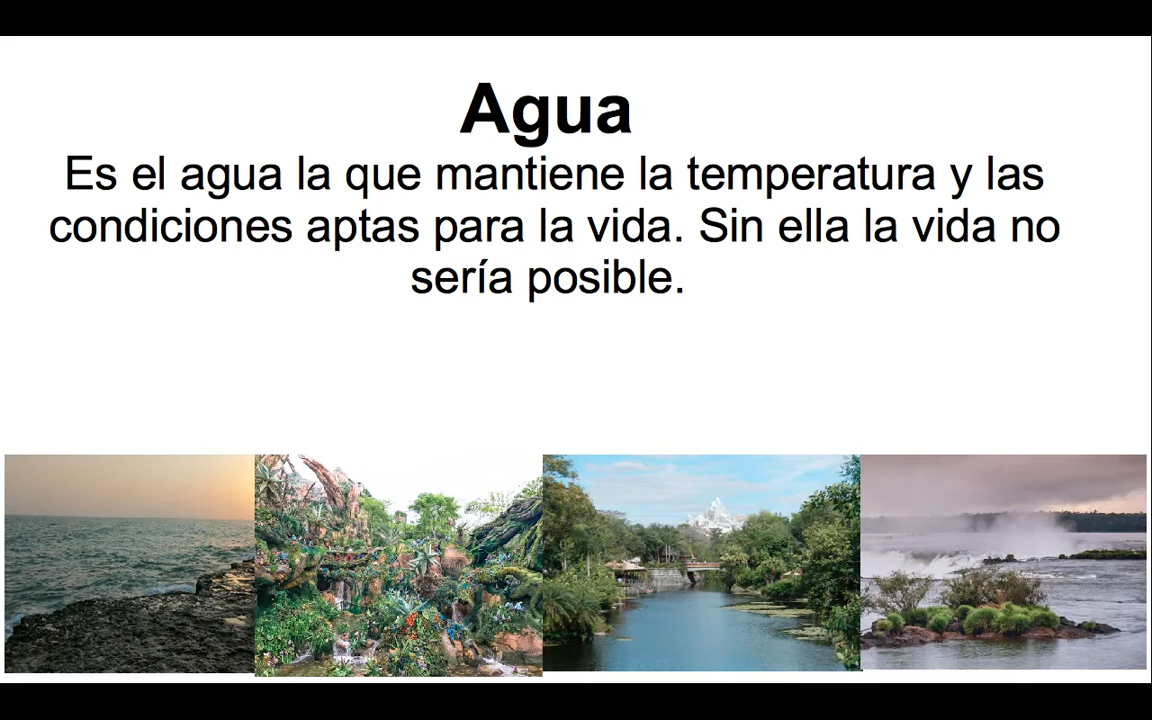 Agua
Es el agua la que mantiene la temperatura y las
condiciones aptas para la vida. Sin ella la vida no
sería posible.